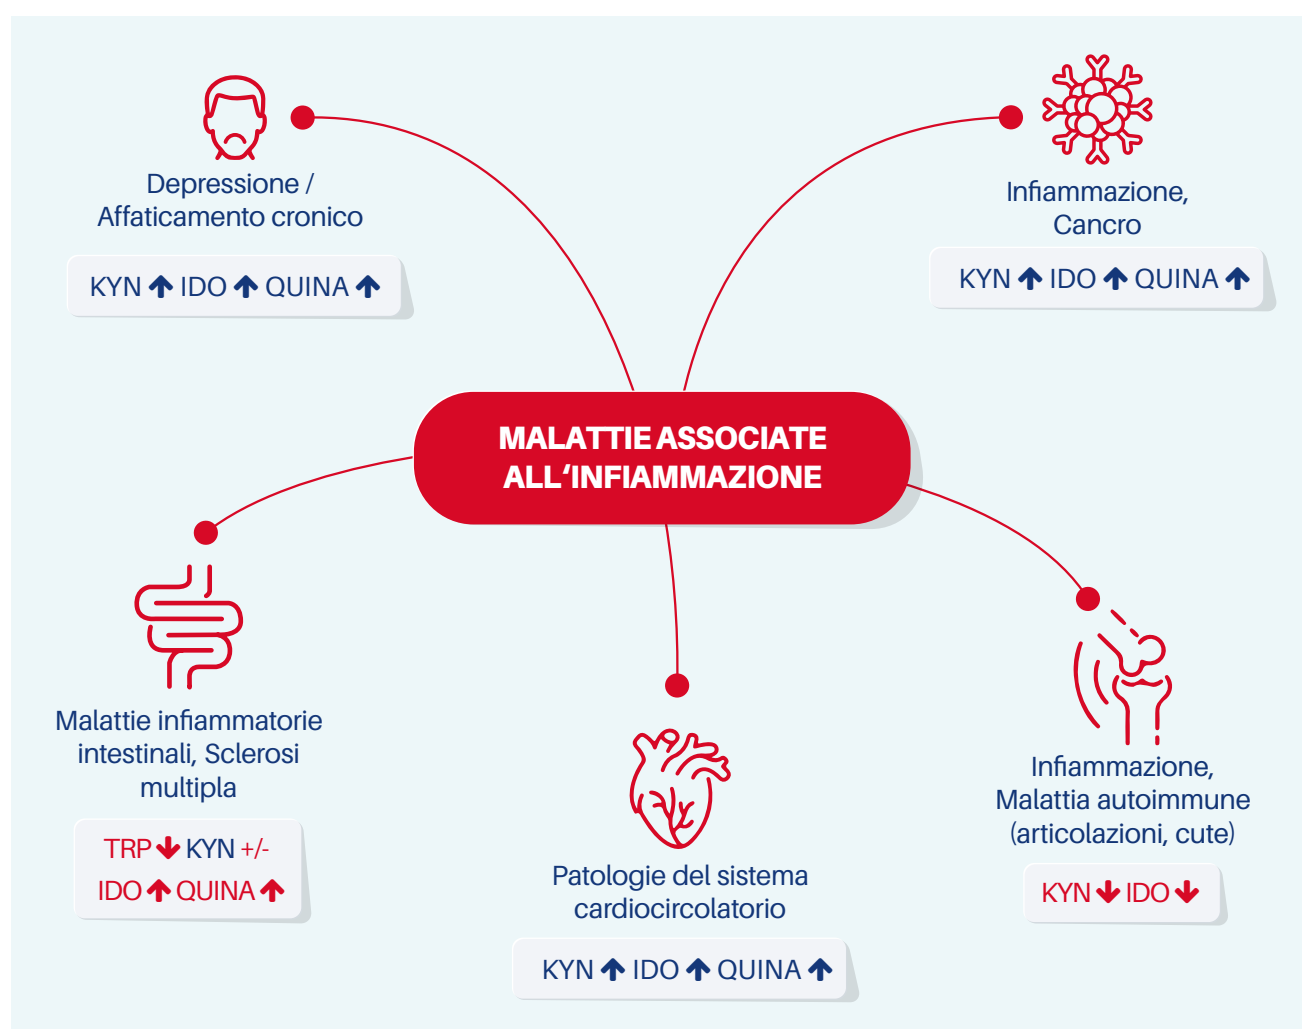 Depressione /
Affaticamento cronico
KYN ↑ IDO ↑ QUINA ↑
Infiammazione,
Cancro
KYN ↑ IDO ↑ QUINA ↑
MALATTIE ASSOCIATE
ALL‘INFIAMMAZIONE
Malattie infiammatorie
intestinali, Sclerosi
multipla
TRP ↓ KYN +/-
IDO ↑ QUINA ↑
Patologie del sistema
cardiocircolatorio
KYN ↑ IDO ↑ QUINA ↑
Infiammazione,
Malattia autoimmune
(articolazioni, cute)
KYN ↓ IDO ↓